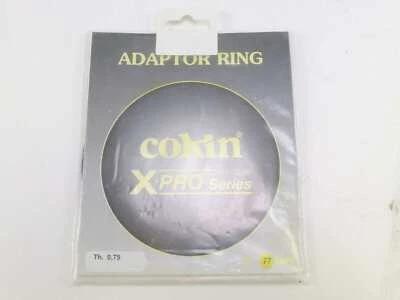 ADAPTOR RING
cokin®
X PRO Series
Th. 0,75
77